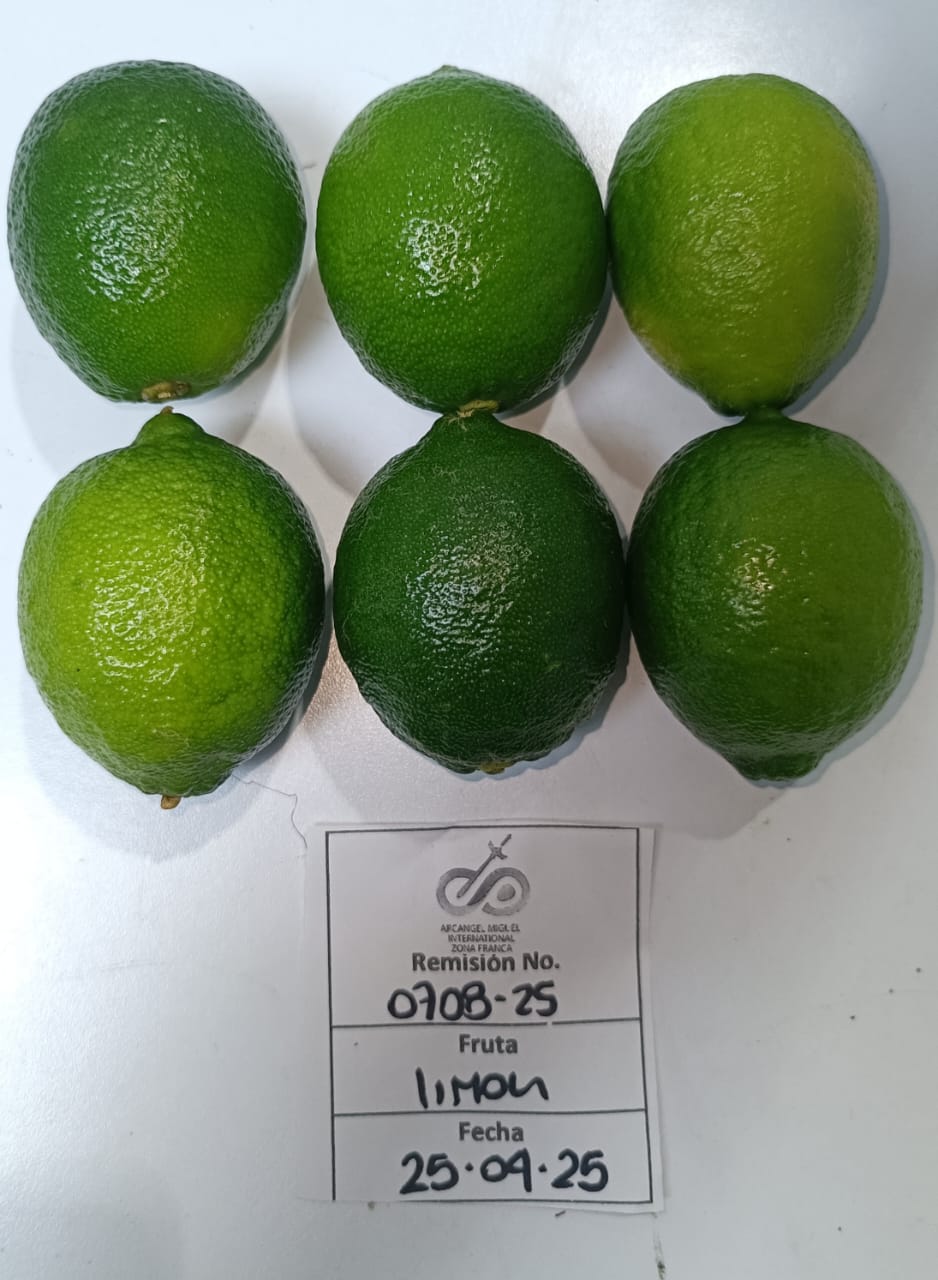 ARCANGEL MIGUEL
INTERNATIONAL
ZONA FRANCA
Remisión No.
0708-25
Fruta
limon
Fecha
25.09.25